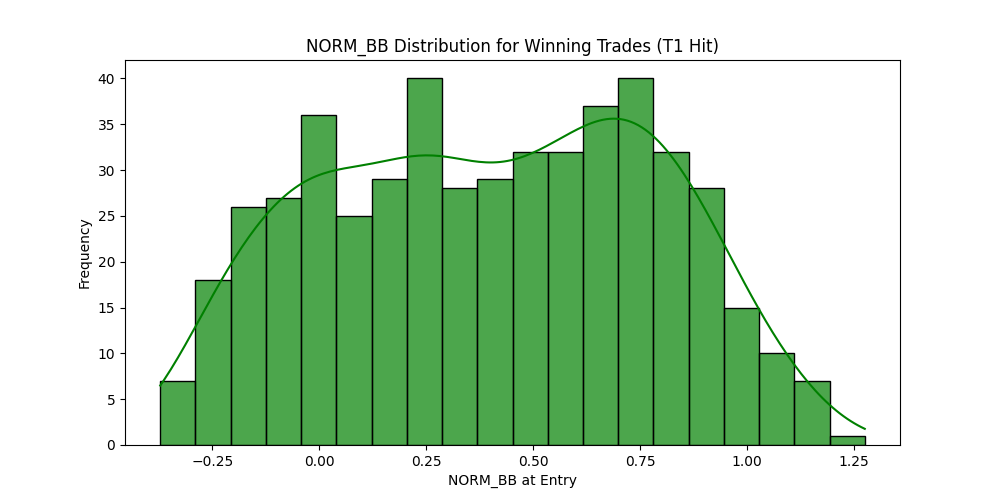 NORM_BB Distribution for Winning Trades (T1 Hit)
Frequency
40
35
30
25
20
15
10
5
0
−0.25 0.00 0.25 0.50 0.75 1.00 1.25
NORM_BB at Entry